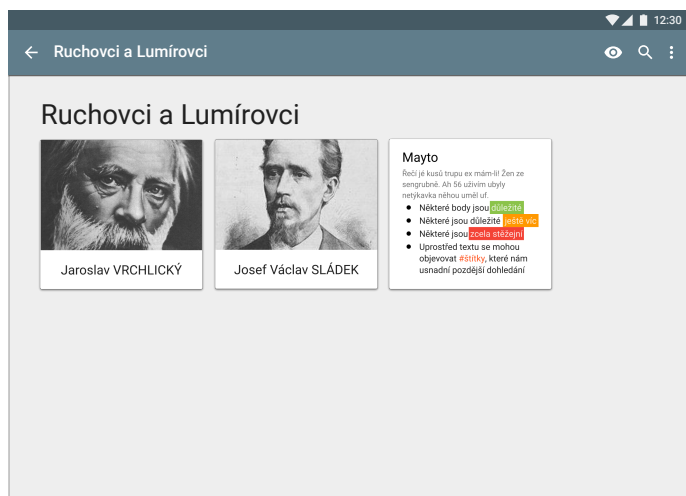 12:30
Ruchovci a Lumírovci
Ruchovci a Lumírovci
Jaroslav VRCHLICKÝ
Josef Václav SLÁDEK
Mayto
Řečí je kusů trupu ex mám-li! Žen ze
sengrubně. Ah 56 uživím ubyly
netýkavka něhou uměl uf.
Některé body jsou důležité
Některé jsou důležité ještě víc
Některé jsou zcela stěžejní
Uprostřed textu se mohou
objevovat #štítky, které nám
usnadní pozdější dohledání